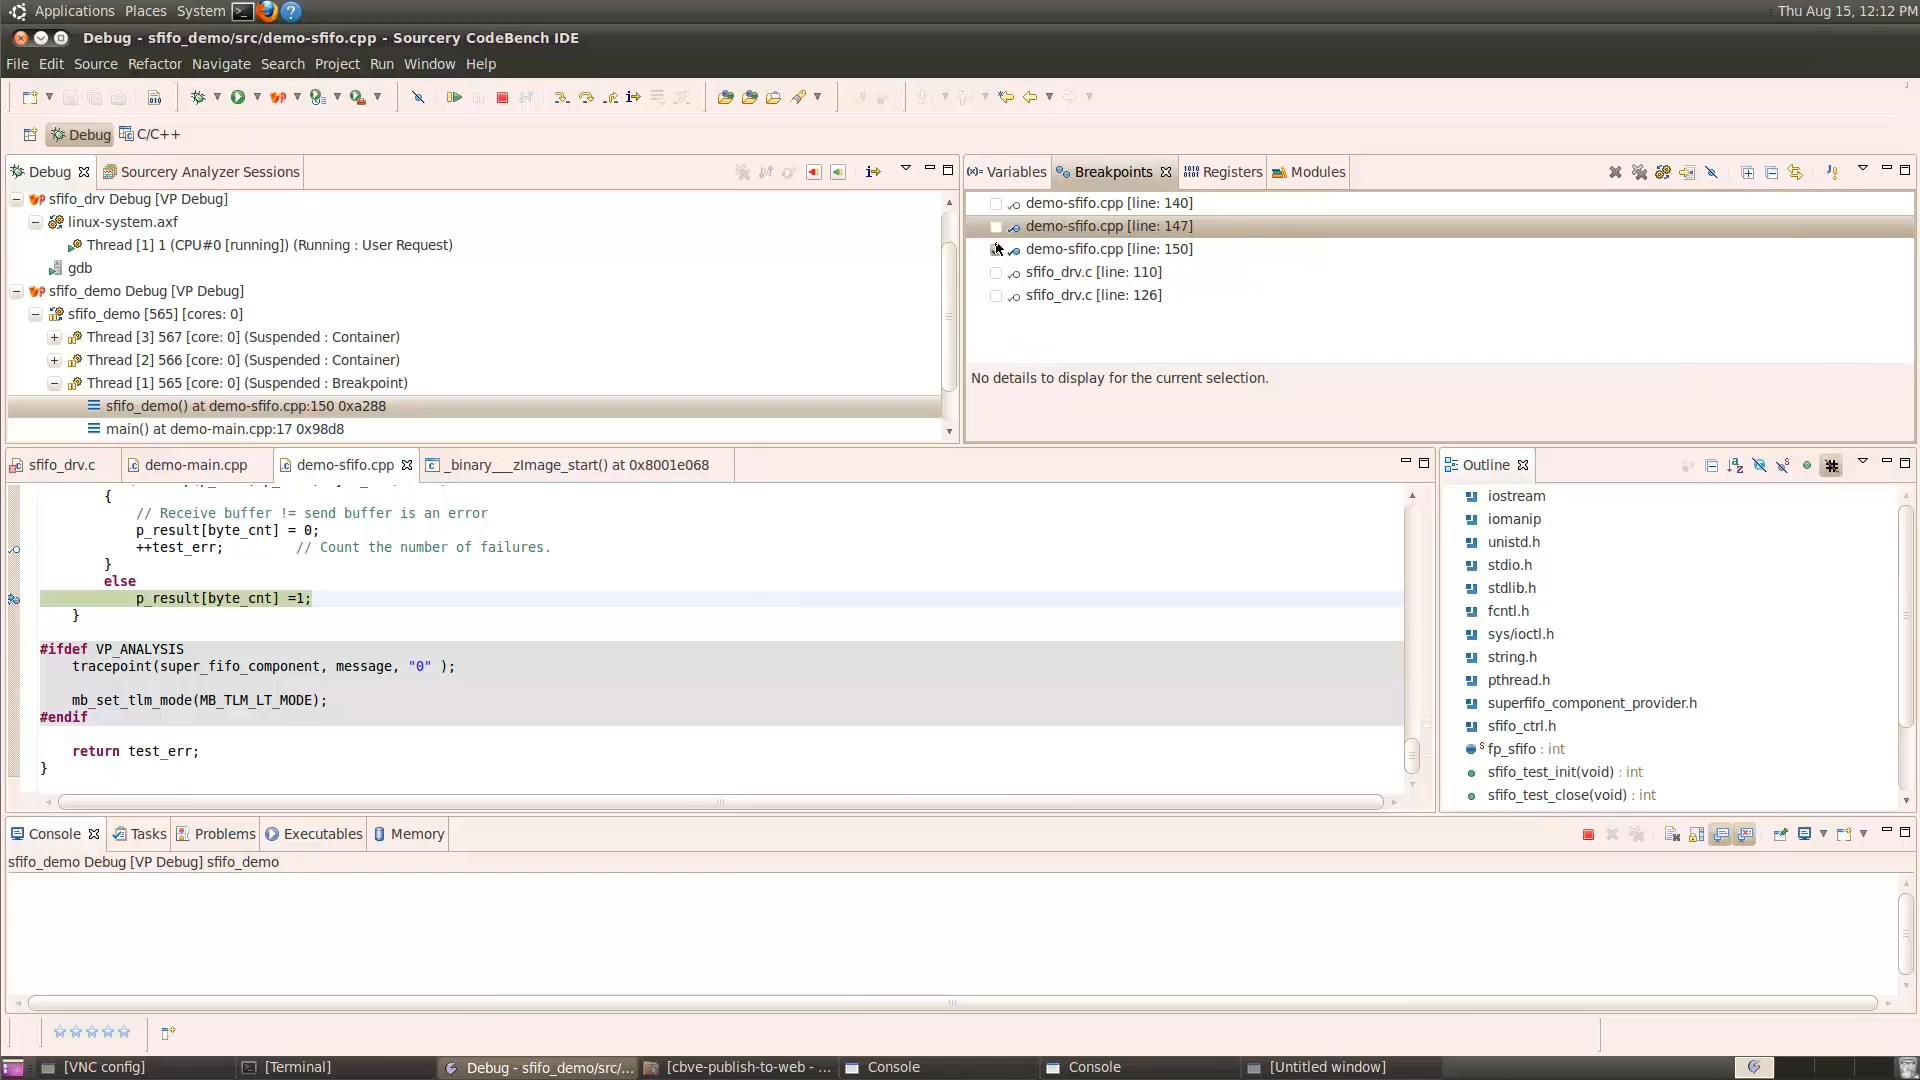 Applications Places System Thu Aug 15, 12:12 PM
Debug - sfifo_demo/src/demo-sfifo.cpp - Sourcery CodeBench IDE
File Edit Source Refactor Navigate Search Project Run Window Help
Debug C/C++
Debug Sourcery Analyzer Sessions
sfifo_drv Debug [VP Debug]
linux-system.axf
Thread [1] 1 (CPU#0 [running]) (Running : User Request)
gdb
sfifo_demo Debug [VP Debug]
sfifo_demo [565] [cores: 0]
Thread [3] 567 [core: 0] (Suspended : Container)
Thread [2] 566 [core: 0] (Suspended : Container)
Thread [1] 565 [core: 0] (Suspended : Breakpoint)
sfifo_demo() at demo-sfifo.cpp:150 0xa288
main() at demo-main.cpp:17 0x98d8
Variables Breakpoints Registers Modules
demo-sfifo.cpp [line: 140]
demo-sfifo.cpp [line: 147]
demo-sfifo.cpp [line: 150]
sfifo_drv.c [line: 110]
sfifo_drv.c [line: 126]
No details to display for the current selection.
sfifo_drv.c demo-main.cpp demo-sfifo.cpp _binary___zImage_start() at 0x8001e068
{
// Receive buffer != send buffer is an error
p_result[byte_cnt] = 0;
++test_err; // Count the number of failures.
}
else
p_result[byte_cnt] =1;
}
#ifdef VP_ANALYSIS
tracepoint(super_fifo_component, message, "0" );
mb_set_tlm_mode(MB_TLM_LT_MODE);
#endif
return test_err;
}
Outline
iostream
iomanip
unistd.h
stdio.h
stdlib.h
fcntl.h
sys/ioctl.h
string.h
pthread.h
superfifo_component_provider.h
sfifo_ctrl.h
fp_sfifo : int
sfifo_test_init(void) : int
sfifo_test_close(void) : int
Console Tasks Problems Executables Memory
sfifo_demo Debug [VP Debug] sfifo_demo
[VNC config] [Terminal] Debug - sfifo_demo/src/... [cbve-publish-to-web - ... Console Console [Untitled window]